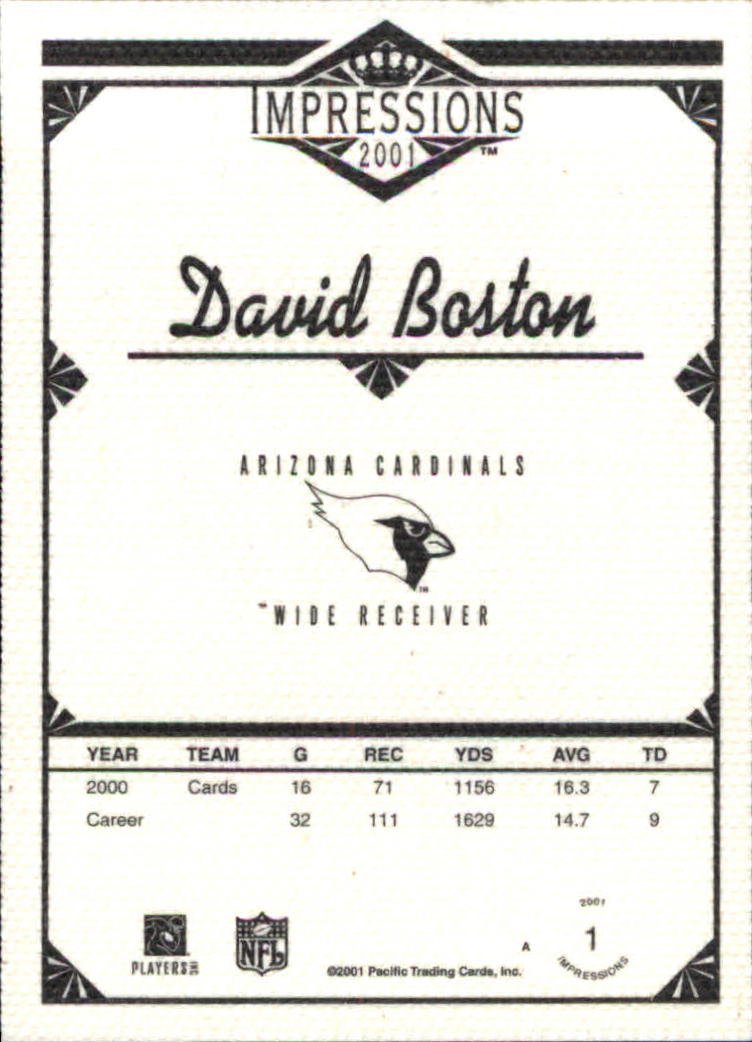 IMPRESSIONS
2001 ™
David Boston
ARIZONA CARDINALS
TM
WIDE RECEIVER
YEAR TEAM G REC YDS AVG TD
2000 Cards 16 71 1156 16.3 7
Career 32 111 1629 14.7 9
2001
1
IMPRESSIONS
A
NFL
PLAYERS INC
©2001 Pacific Trading Cards, Inc.